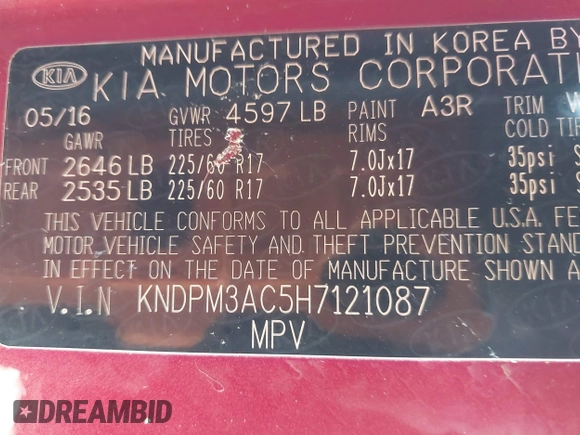 MANUFACTURED IN KOREA BY
KIA KIA MOTORS CORPORATI
05/16 GVWR 4597 LB PAINT A3R TRIM
GAWR TIRES RIMS COLD
FRONT 2646 LB 225/60 R17 7.0Jx17 35psi
REAR 2535 LB 225/60 R17 7.0Jx17 35psi
THIS VEHICLE CONFORMS TO ALL APPLICABLE U.S.A. FE
MOTOR VEHICLE SAFETY AND THEFT PREVENTION STAND
IN EFFECT ON THE DATE OF MANUFACTURE SHOWN
V.I.N KNDPM3AC5H7121087
MPV
DREAMBID